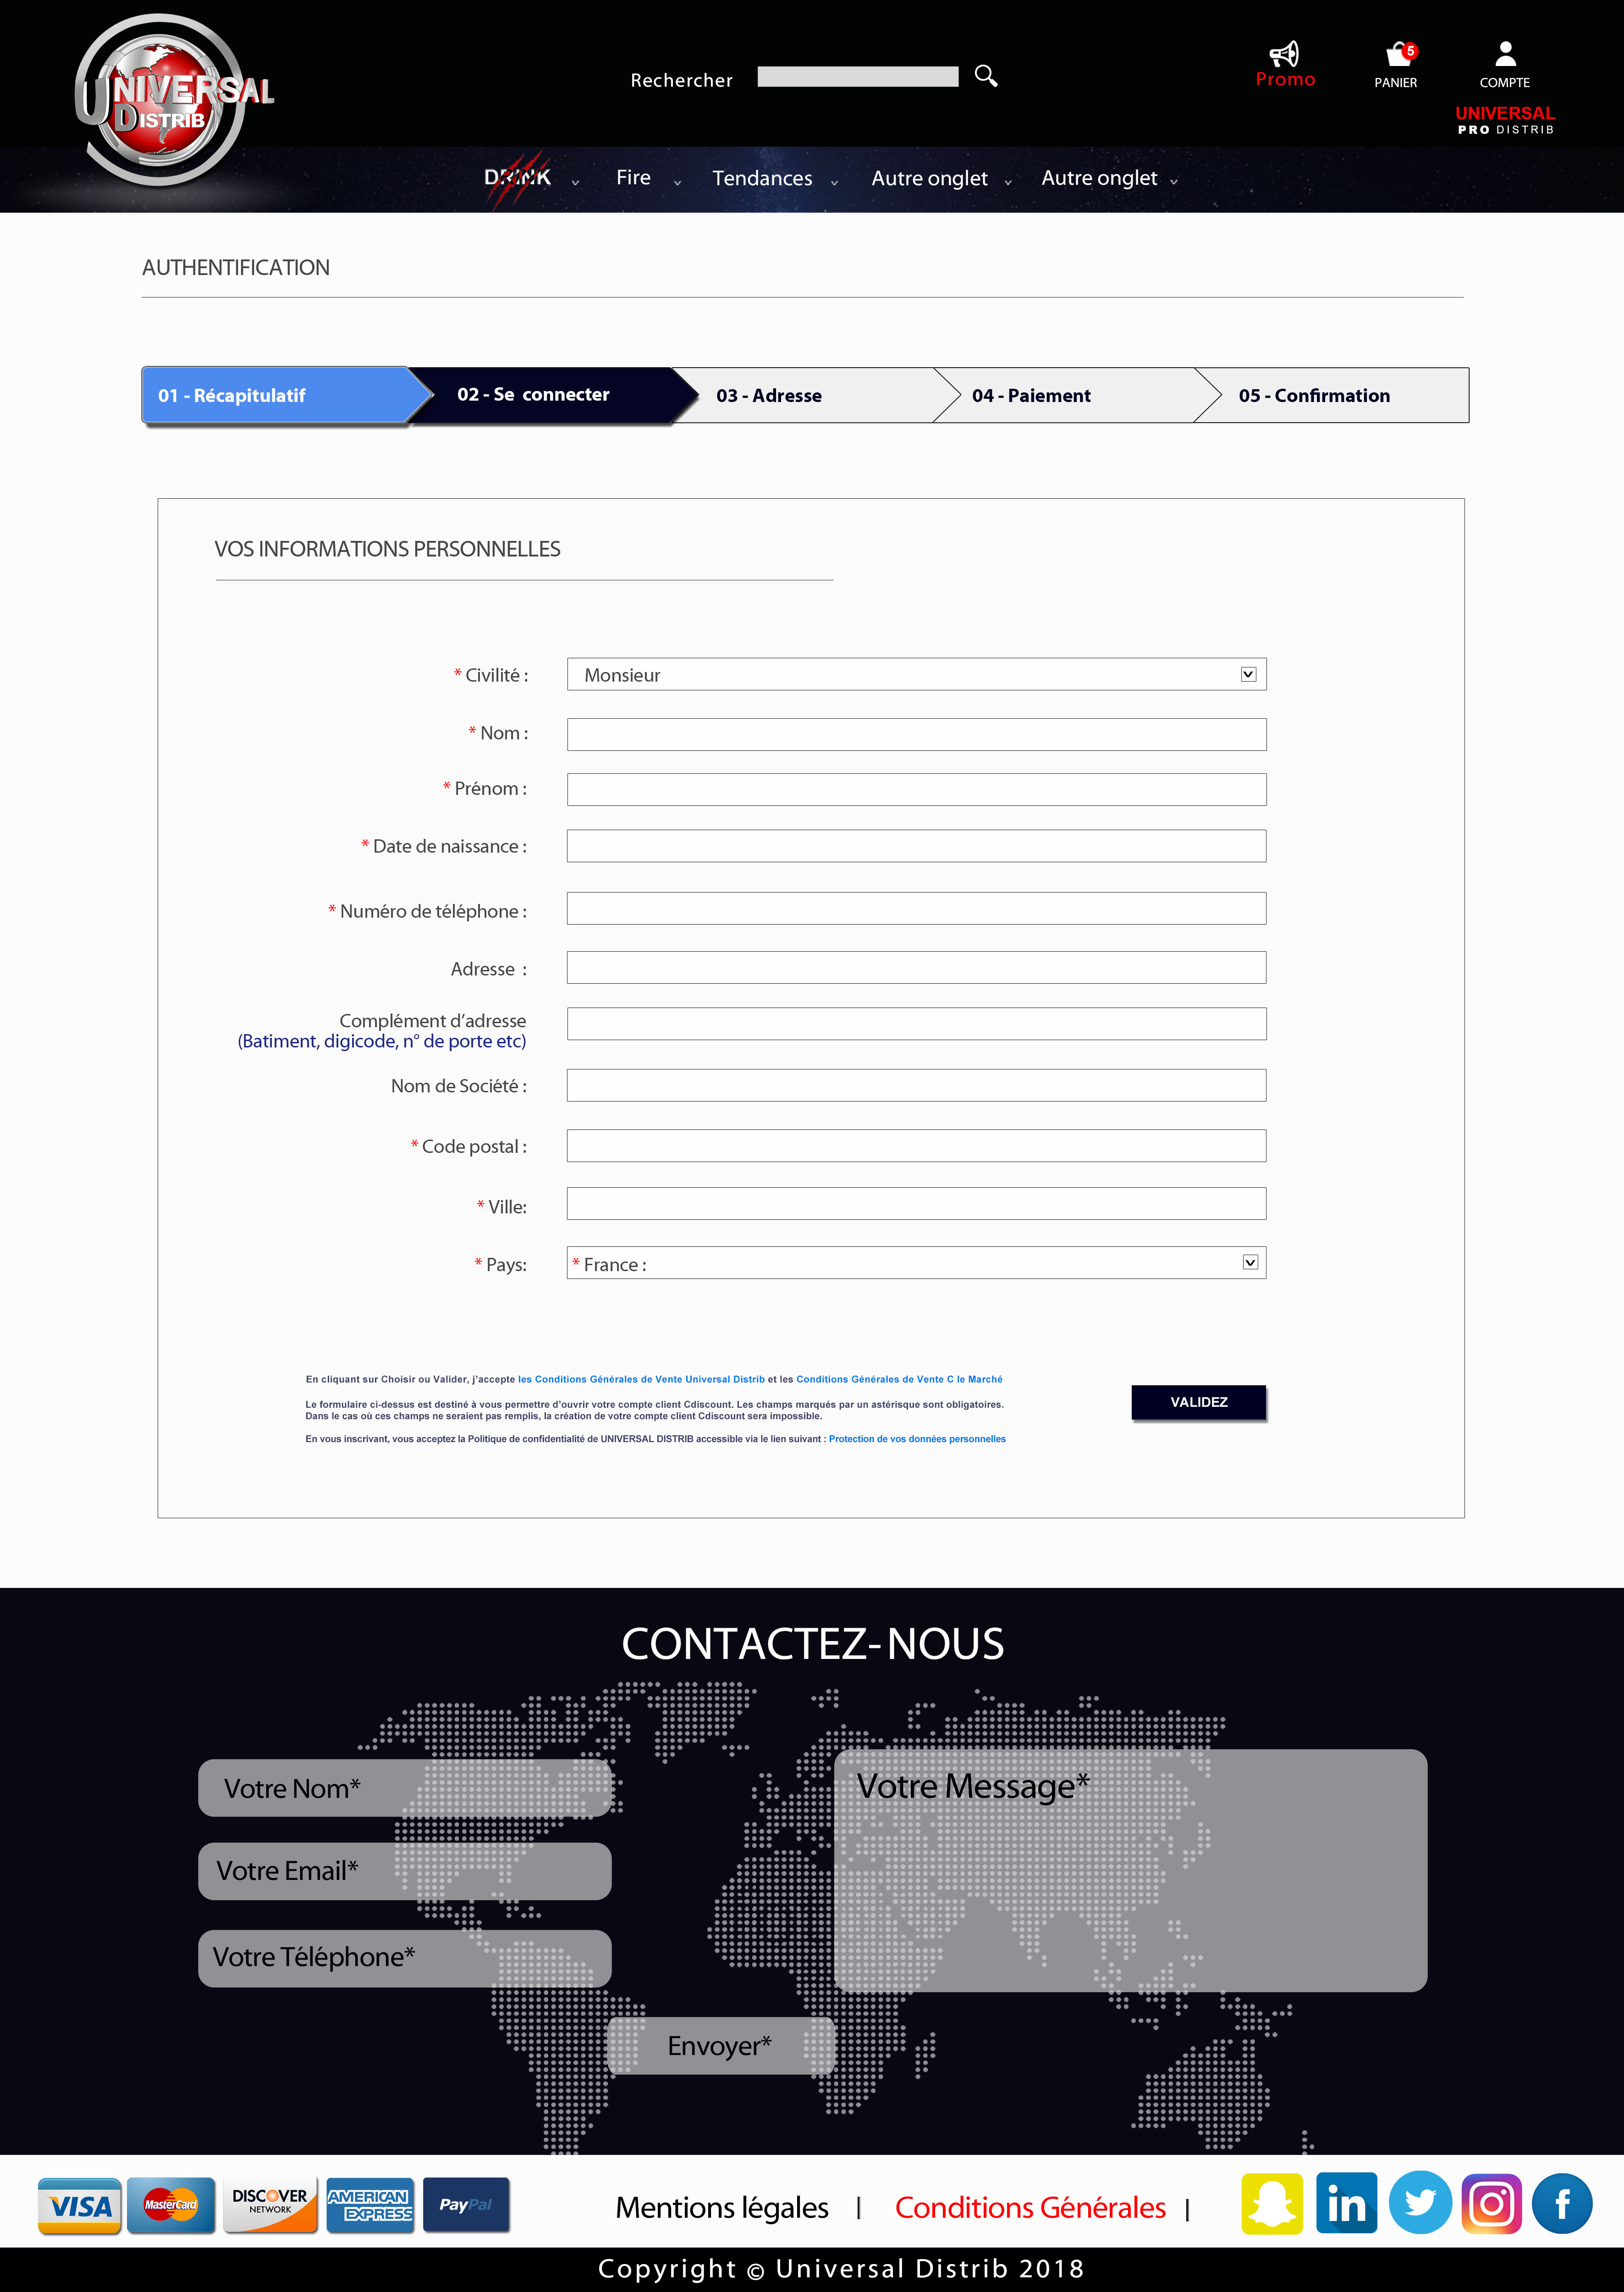 UNIVERSAL
DISTRIB
Rechercher
Promo
5
PANIER
COMPTE
UNIVERSAL
PRO DISTRIB
DRINK
Fire
Tendances
Autre onglet
Autre onglet
AUTHENTIFICATION
01 - Récapitulatif
02 - Se connecter
03 - Adresse
04 - Paiement
05 - Confirmation
VOS INFORMATIONS PERSONNELLES
* Civilité :
Monsieur
* Nom :
* Prénom :
* Date de naissance :
* Numéro de téléphone :
Adresse :
Complément d’adresse
(Batiment, digicode, n° de porte etc)
Nom de Société :
* Code postal :
* Ville:
* Pays:
* France :
En cliquant sur Choisir ou Valider, j’accepte les Conditions Générales de Vente Universal Distrib et les Conditions Générales de Vente C le Marché
Le formulaire ci-dessus est destiné à vous permettre d’ouvrir votre compte client Cdiscount. Les champs marqués par un astérisque sont obligatoires.
Dans le cas où ces champs ne seraient pas remplis, la création de votre compte client Cdiscount sera impossible.
En vous inscrivant, vous acceptez la Politique de confidentialité de UNIVERSAL DISTRIB accessible via le lien suivant : Protection de vos données personnelles
VALIDEZ
CONTACTEZ-NOUS
Votre Nom*
Votre Email*
Votre Téléphone*
Votre Message*
Envoyer*
VISA
MasterCard
DISCOVER
NETWORK
AMERICAN
EXPRESS
PayPal
Mentions légales | Conditions Générales |
in
f
Copyright © Universal Distrib 2018